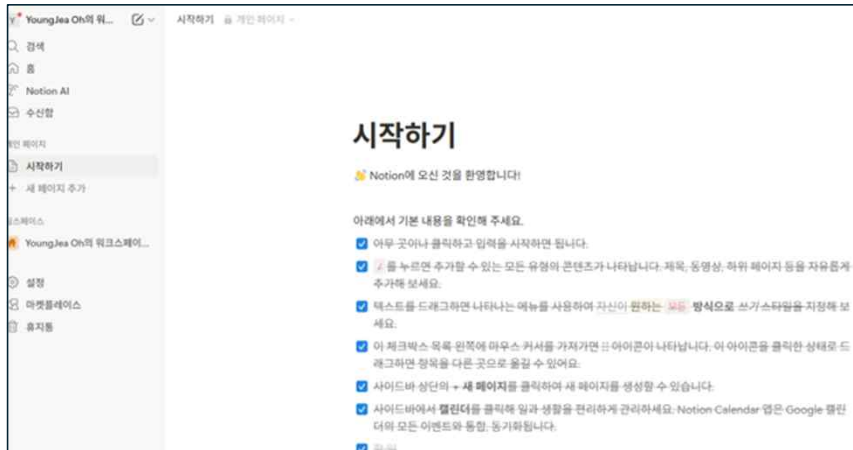 YoungJea Oh의 워...
시작하기 개인 페이지
검색
홈
Notion AI
수신함
개인 페이지
시작하기
새 페이지 추가
YoungJea Oh의 워크스페이...
설정
마켓플레이스
휴지통
시작하기
👋 Notion에 오신 것을 환영합니다!
아래에서 기본 내용을 확인해 주세요.
아무 곳이나 클릭하고 입력을 시작하면 됩니다.
/를 누르면 추가할 수 있는 모든 유형의 콘텐츠가 나타납니다. 제목, 동영상, 하위 페이지 등을 자유롭게
추가해 보세요.
텍스트를 드래그하면 나타나는 메뉴를 사용하여 자신이 원하는 모든 방식으로 쓰기 스타일을 지정해 보
세요.
이 체크박스 목록 왼쪽에 마우스 커서를 가져가면 ⠿ 아이콘이 나타납니다. 이 아이콘을 클릭한 상태로 드
래그하면 항목을 다른 곳으로 옮길 수 있어요.
사이드바 상단의 + 새 페이지를 클릭하여 새 페이지를 생성할 수 있습니다.
사이드바에서 캘린더를 클릭해 일과 생활을 편리하게 관리하세요. Notion Calendar 앱은 Google 캘린
더의 모든 이벤트와 통합, 동기화됩니다.